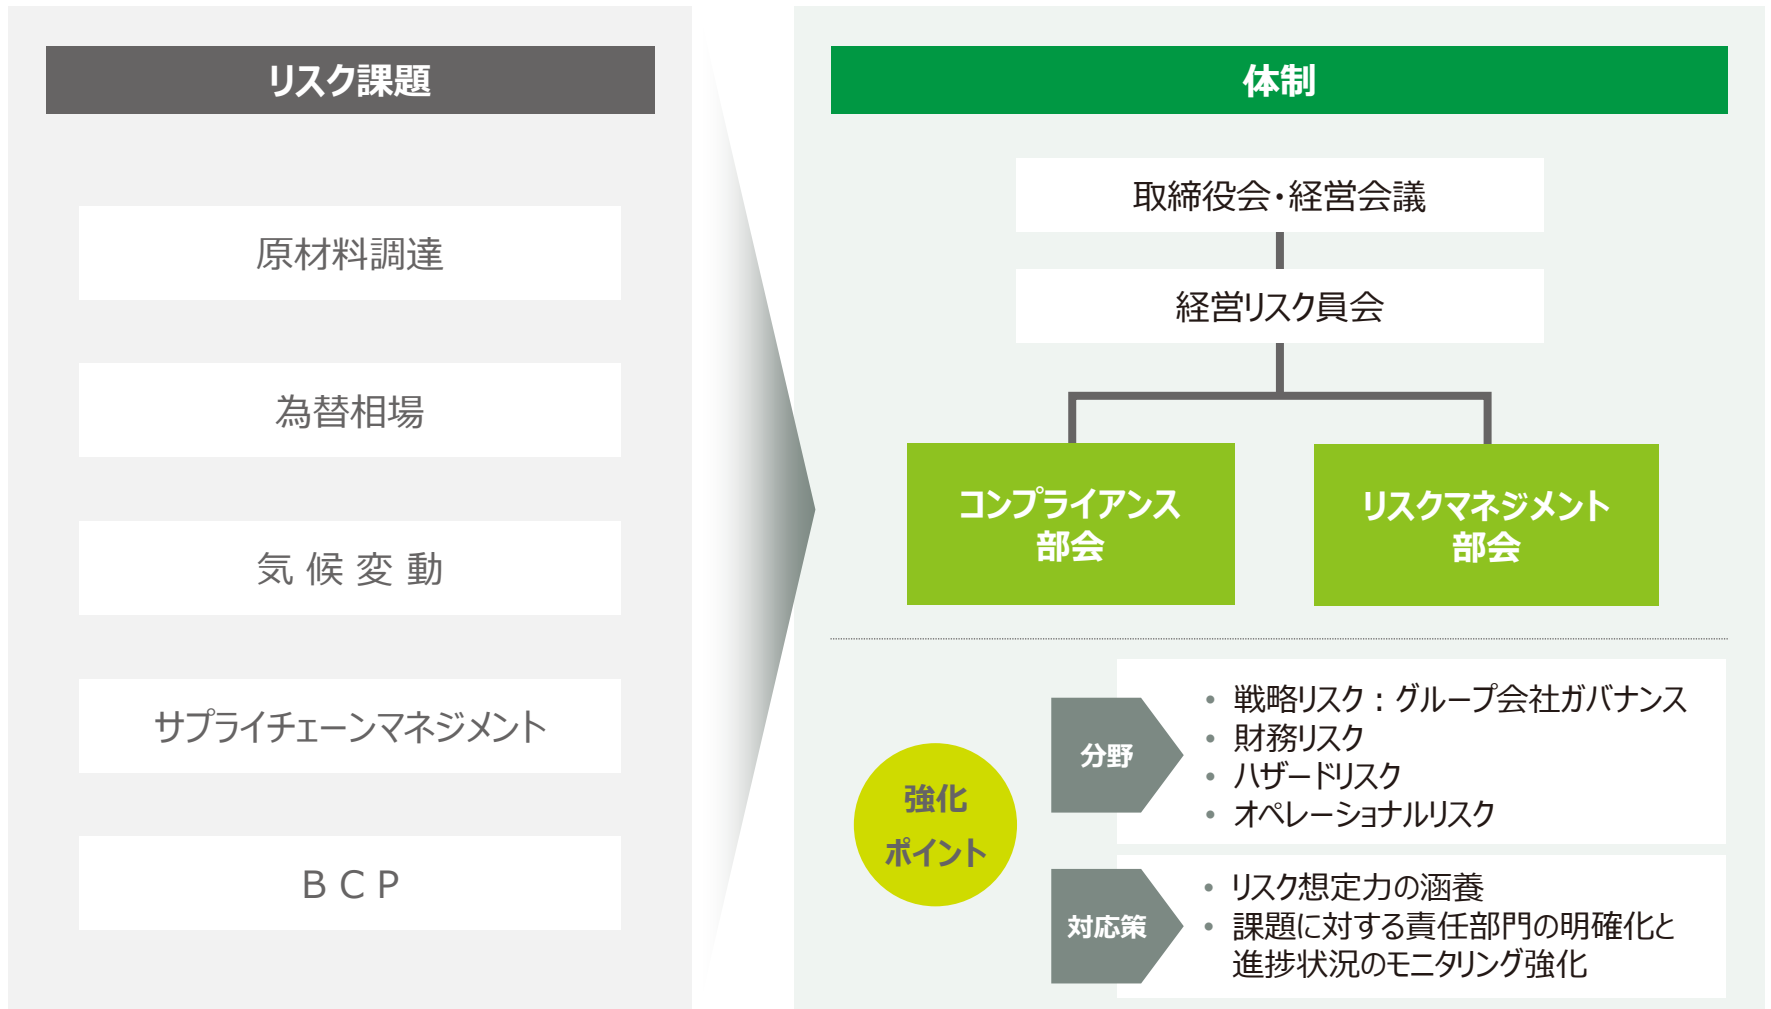 リスク課題
原材料調達
為替相場
気候変動
サプライチェーンマネジメント
BCP
体制
取締役会・経営会議
経営リスク員会
コンプライアンス
部会
リスクマネジメント
部会
強化
ポイント
分野
• 戦略リスク：グループ会社ガバナンス
• 財務リスク
• ハザードリスク
• オペレーショナルリスク
対応策
• リスク想定力の涵養
• 課題に対する責任部門の明確化と
進捗状況のモニタリング強化